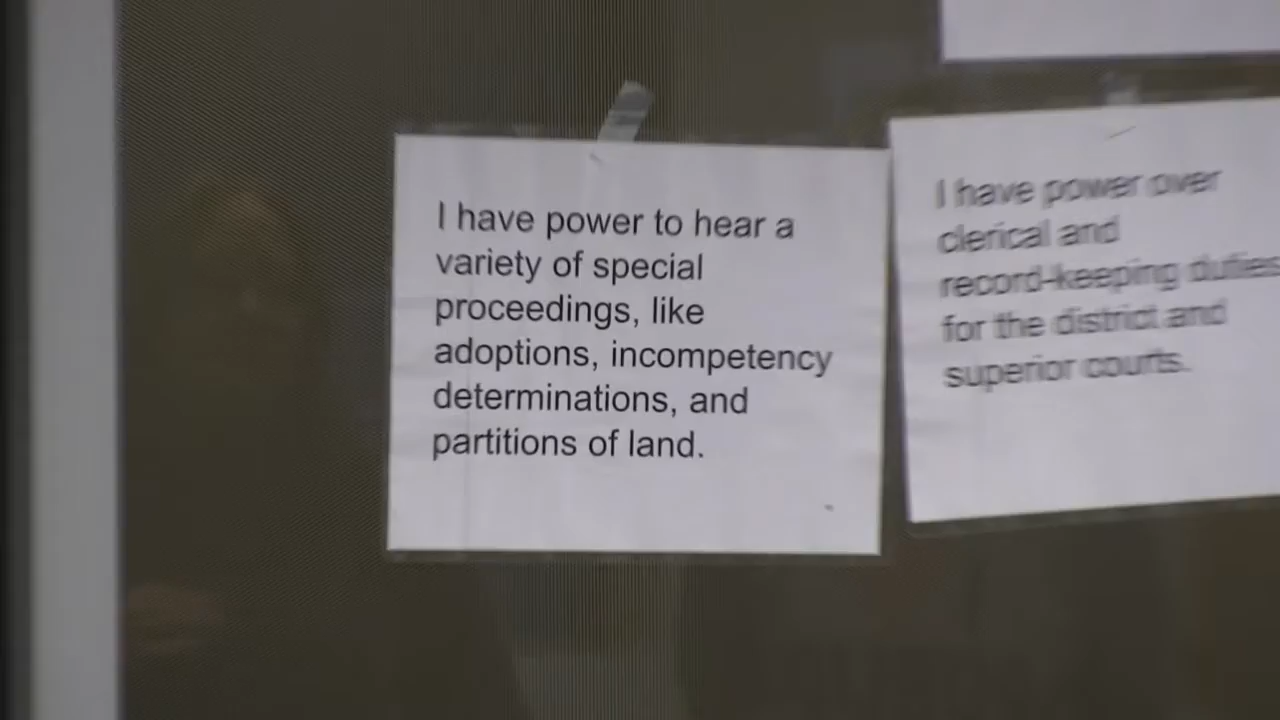 I have power to hear a
variety of special
proceedings, like
adoptions, incompetency
determinations, and
partitions of land.
I have power over
clerical and
record-keeping duties
for the district and
superior courts.